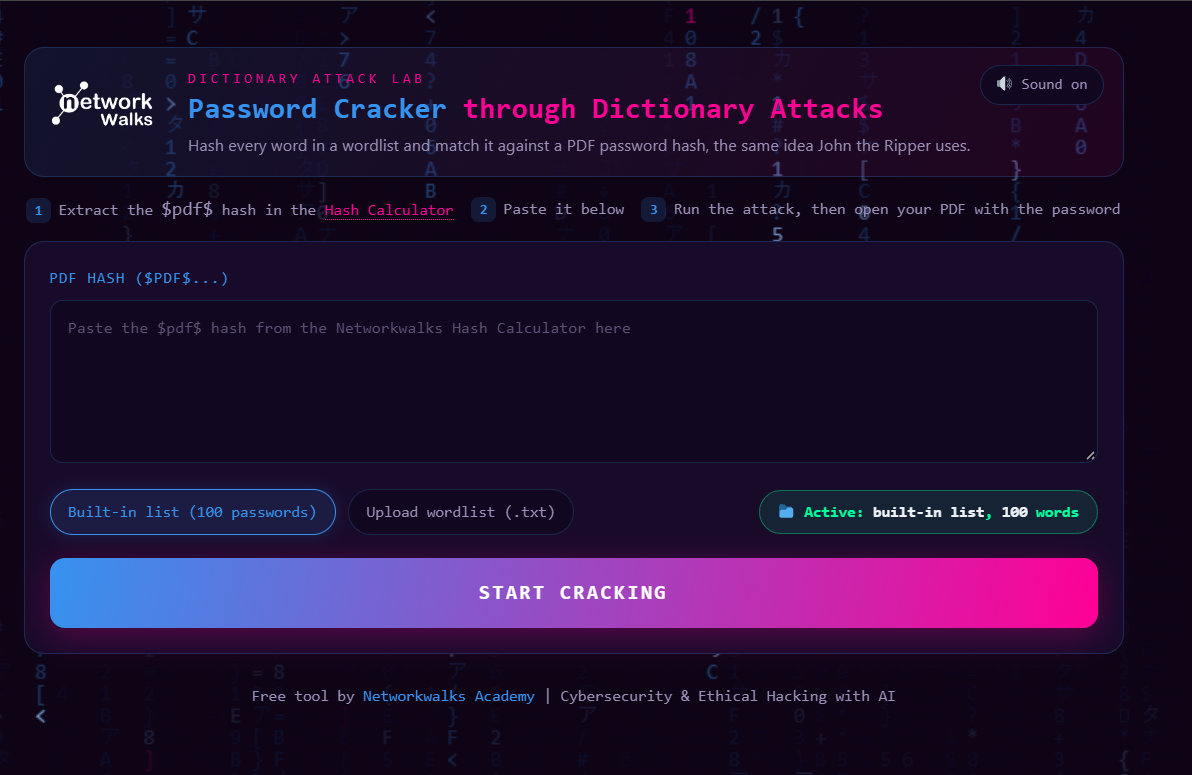 network
Walks
DICTIONARY ATTACK LAB
Password Cracker through Dictionary Attacks
Hash every word in a wordlist and match it against a PDF password hash, the same idea John the Ripper uses.
Sound on
1 Extract the $pdf$ hash in the Hash Calculator 2 Paste it below 3 Run the attack, then open your PDF with the password
PDF HASH ($PDF$...)
Paste the $pdf$ hash from the Networkwalks Hash Calculator here
Built-in list (100 passwords) Upload wordlist (.txt) Active: built-in list, 100 words
START CRACKING
Free tool by Networkwalks Academy | Cybersecurity & Ethical Hacking with AI